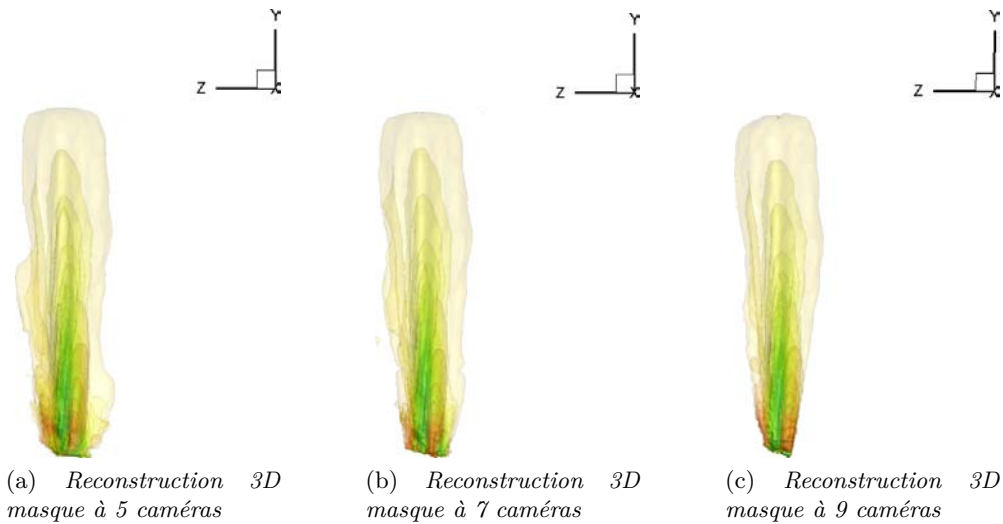 Y
Z
X
Y
Z
X
Y
Z
X
(a) Reconstruction 3D
masque à 5 caméras
(b) Reconstruction 3D
masque à 7 caméras
(c) Reconstruction 3D
masque à 9 caméras